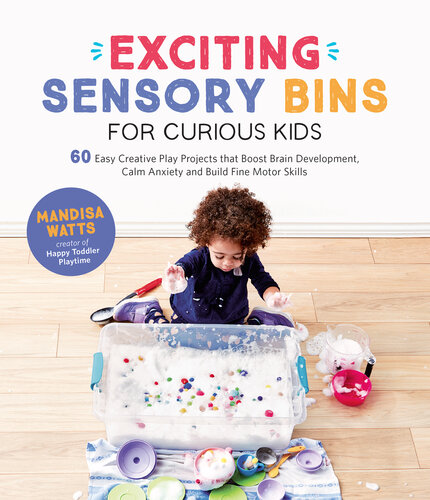 EXCITING
SENSORY BINS
FOR CURIOUS KIDS
60 Easy Creative Play Projects that Boost Brain Development,
Calm Anxiety and Build Fine Motor Skills
MANDISA
WATTS
creator of
Happy Toddler
Playtime